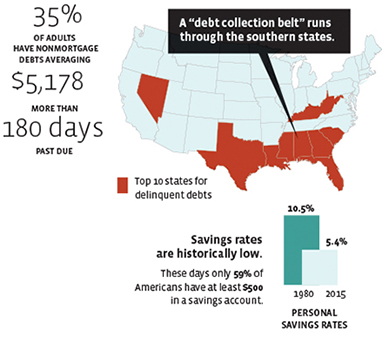 35%
OF ADULTS
HAVE NONMORTGAGE
DEBTS AVERAGING
$5,178
MORE THAN
180 days
PAST DUE
A “debt collection belt” runs
through the southern states.
Top 10 states for
delinquent debts
Savings rates
are historically low.
These days only 59% of
Americans have at least $500
in a savings account.
10.5%
5.4%
1980 2015
PERSONAL
SAVINGS RATES